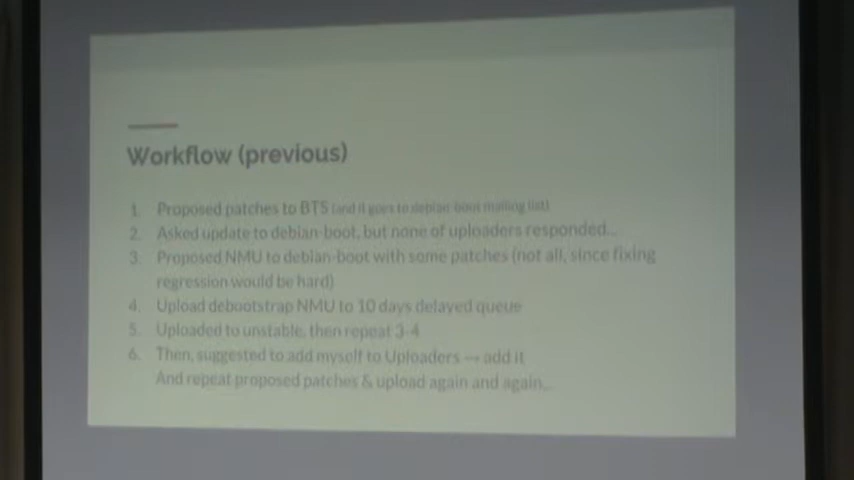 Workflow (previous)
1. Proposed patches to BTS (and it goes to debian-boot mailing list)
2. Asked update to debian-boot, but none of uploaders responded...
3. Proposed NMU to debian-boot with some patches (not all, since fixing
regression would be hard)
4. Upload debootstrap NMU to 10 days delayed queue
5. Uploaded to unstable, then repeat 3-4
6. Then, suggested to add myself to Uploaders → add it
And repeat proposed patches & upload again and again...